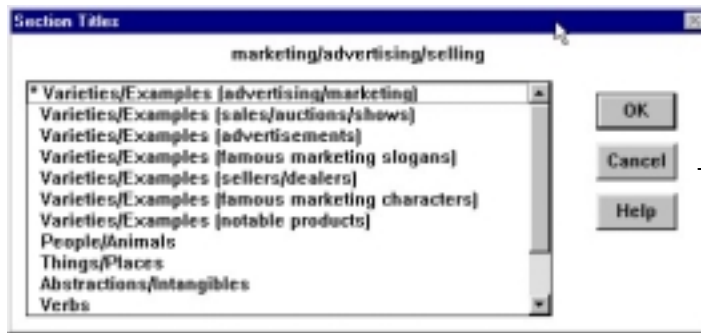 Section Titles
marketing/advertising/selling
* Varieties/Examples (advertising/marketing)
Varieties/Examples (sales/auctions/shows)
Varieties/Examples (advertisements)
Varieties/Examples (famous marketing slogans)
Varieties/Examples (sellers/dealers)
Varieties/Examples (famous marketing characters)
Varieties/Examples (notable products)
People/Animals
Things/Places
Abstractions/Intangibles
Verbs
OK
Cancel
Help